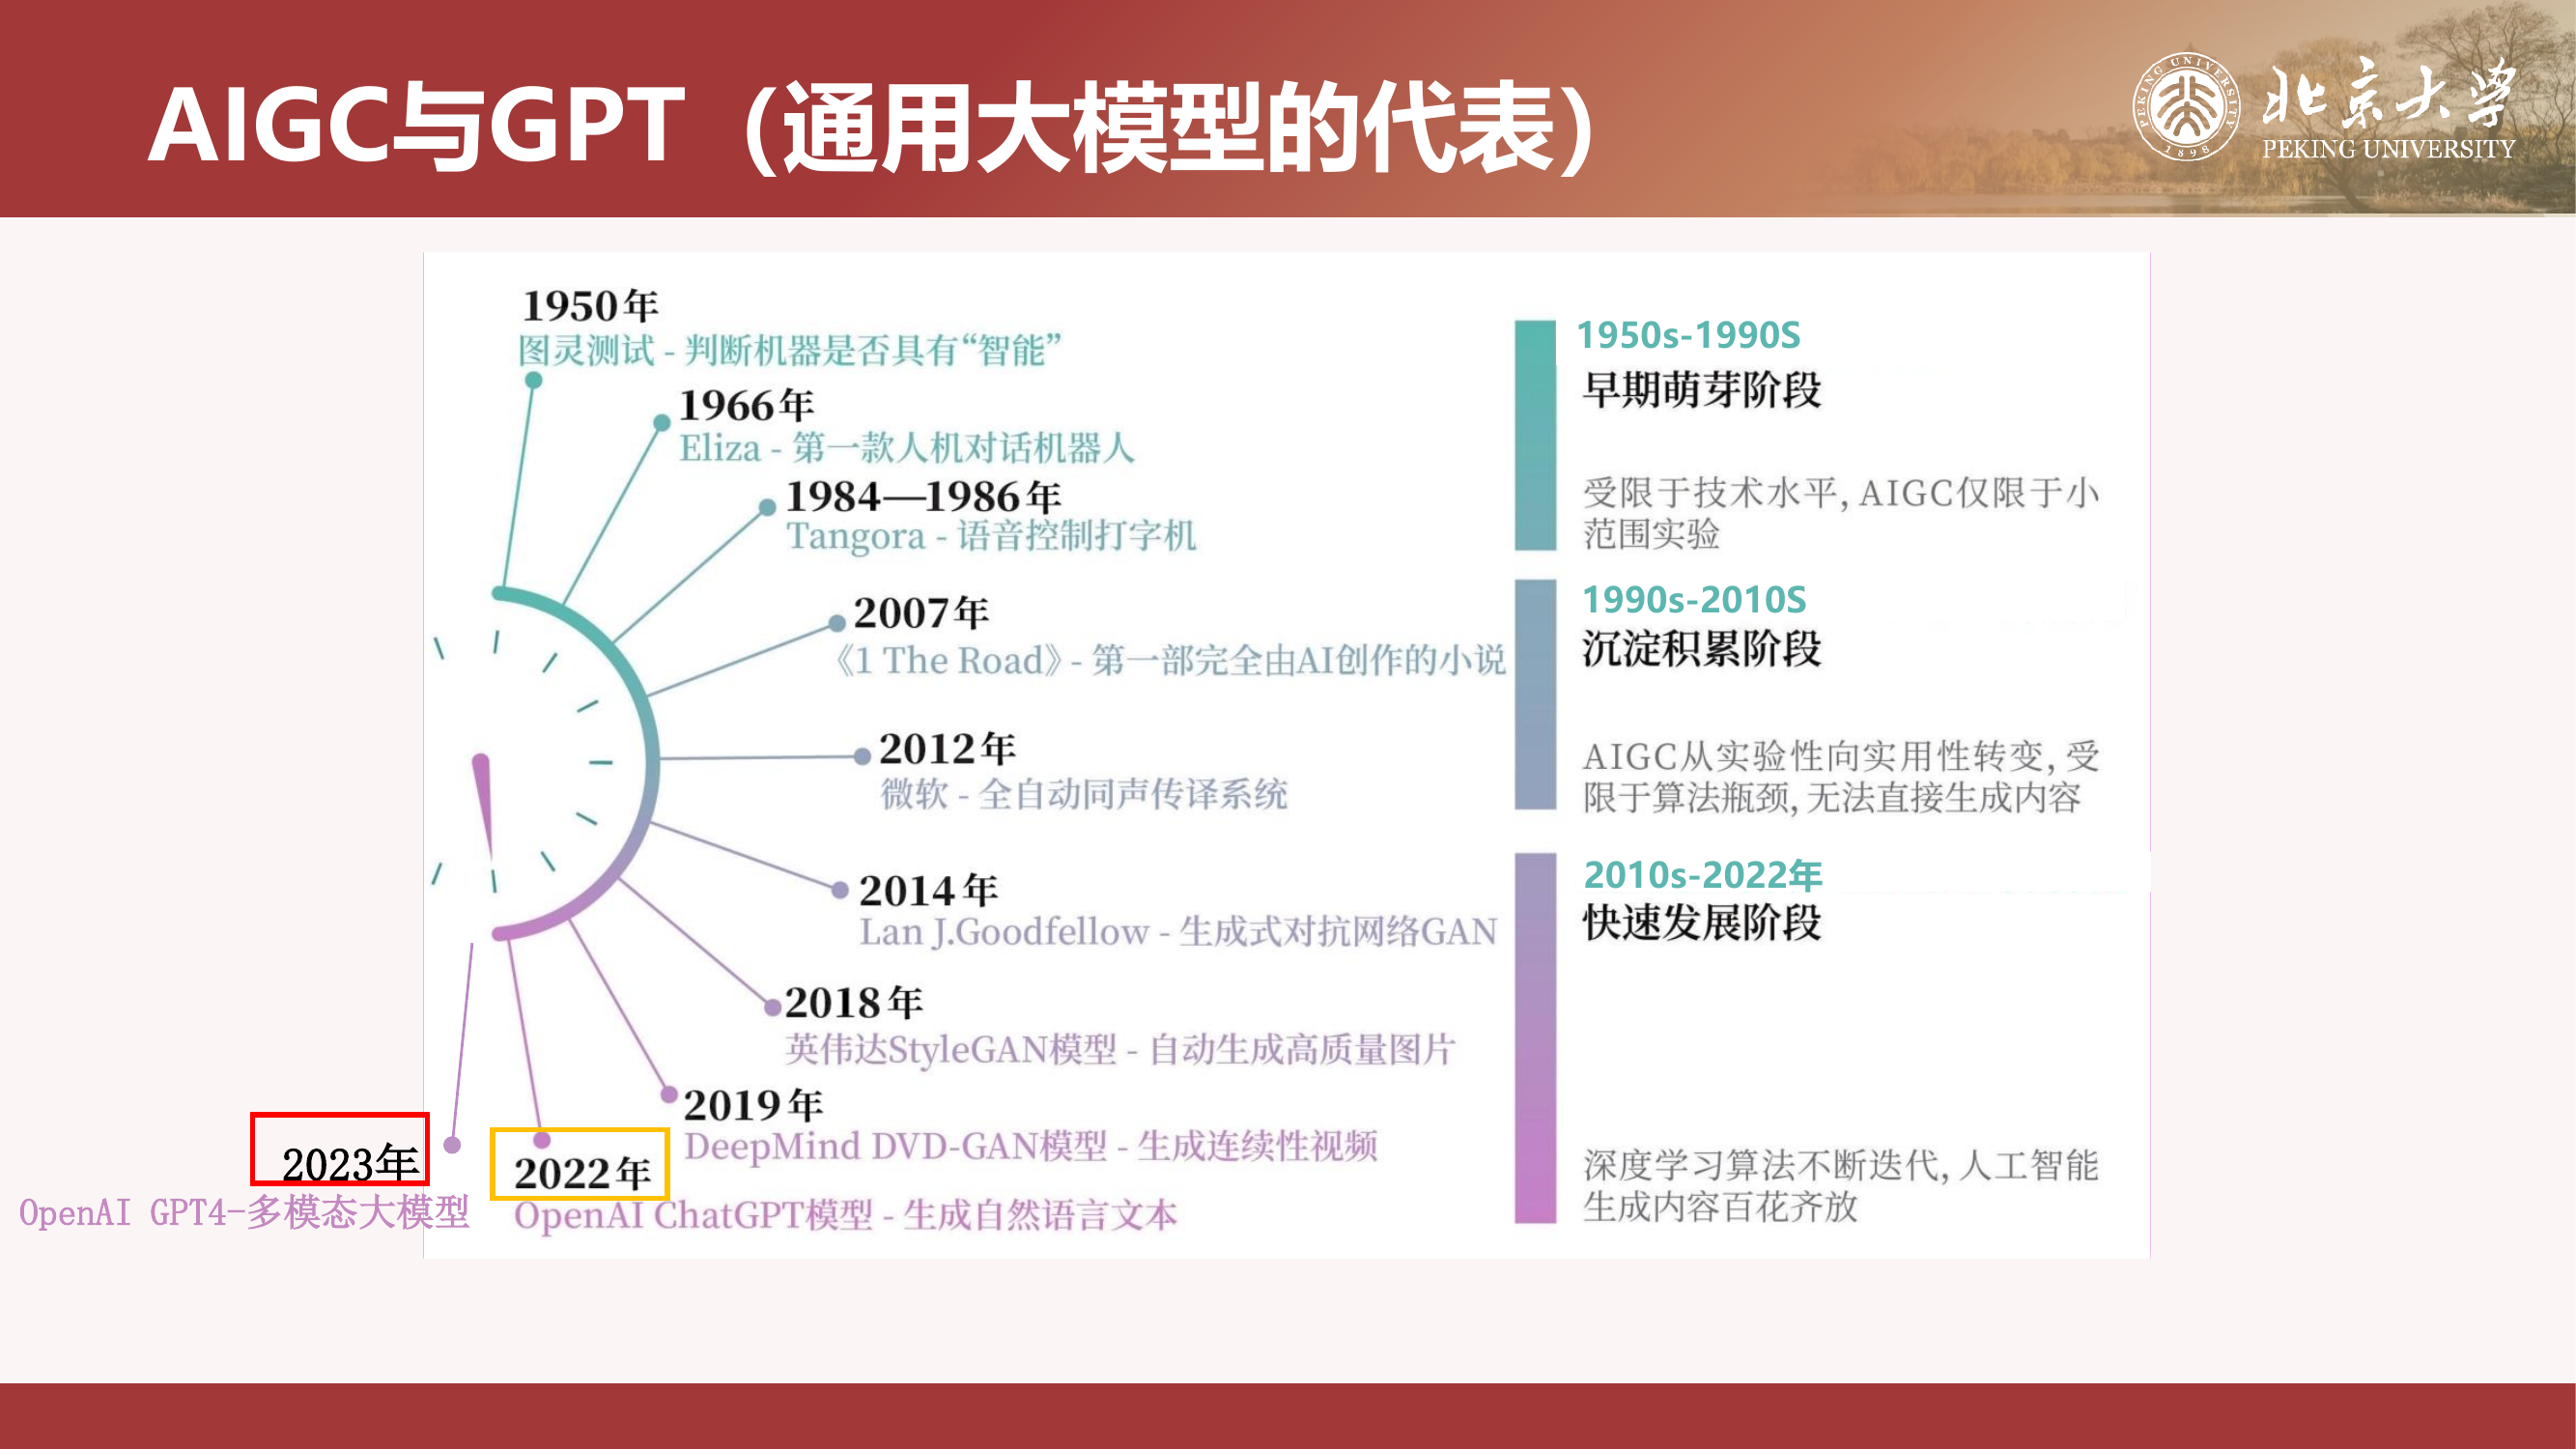 AIGC与GPT（通用大模型的代表）
PEKING UNIVERSITY
1898
北京大学
PEKING UNIVERSITY
1950年
图灵测试 - 判断机器是否具有“智能”
1966年
Eliza - 第一款人机对话机器人
1984—1986年
Tangora - 语音控制打字机
2007年
《1 The Road》- 第一部完全由AI创作的小说
2012年
微软 - 全自动同声传译系统
2014年
Lan J.Goodfellow - 生成式对抗网络GAN
2018年
英伟达StyleGAN模型 - 自动生成高质量图片
2019年
DeepMind DVD-GAN模型 - 生成连续性视频
2022年
OpenAI ChatGPT模型 - 生成自然语言文本
2023年
OpenAI GPT4-多模态大模型
1950s-1990S
早期萌芽阶段
受限于技术水平, AIGC仅限于小
范围实验
1990s-2010S
沉淀积累阶段
AIGC从实验性向实用性转变, 受
限于算法瓶颈, 无法直接生成内容
2010s-2022年
快速发展阶段
深度学习算法不断迭代, 人工智能
生成内容百花齐放